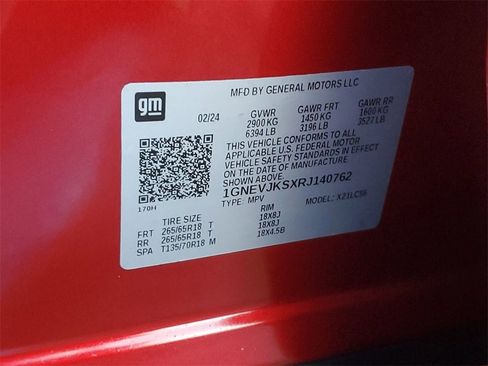 gm
MFD BY GENERAL MOTORS LLC
02/24 GVWR GAWR FRT GAWR RR
2900 KG 1450 KG 1600 KG
6394 LB 3196 LB 3527 LB
THIS VEHICLE CONFORMS TO ALL
APPLICABLE U.S. FEDERAL MOTOR
VEHICLE SAFETY STANDARDS IN EFFECT
ON THE DATE OF MANUFACTURE
SHOWN ABOVE.
1GNEVJKSXRJ140762
170H TYPE: MPV MODEL: X21LC56
TIRE SIZE RIM
FRT 265/65R18 T 18X8J
RR 265/65R18 T 18X8J
SPA T135/70R18 M 18X4.5B